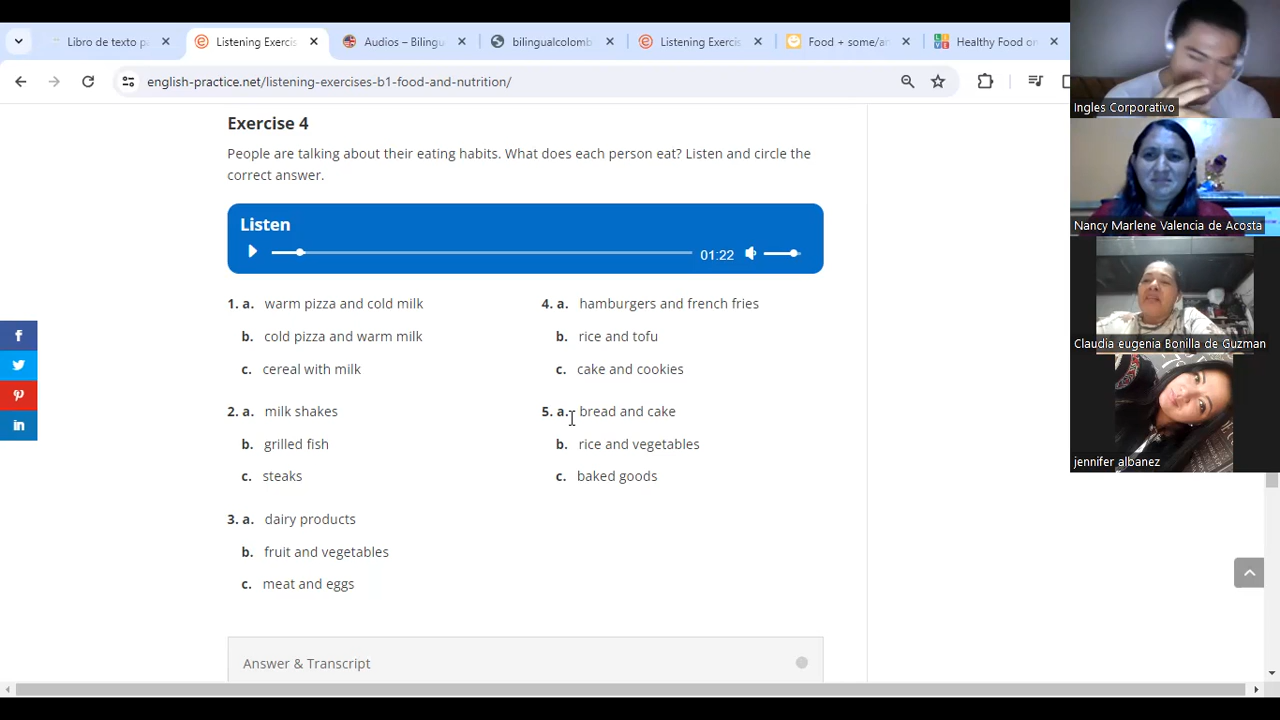 Libro de texto pa
Listening Exercis
Audios – Bilingu
bilingualcolomb
Listening Exercis
Food + some/an
Healthy Food on
english-practice.net/listening-exercises-b1-food-and-nutrition/
Exercise 4
People are talking about their eating habits. What does each person eat? Listen and circle the
correct answer.
Listen
01:22
1. a. warm pizza and cold milk
b. cold pizza and warm milk
c. cereal with milk
2. a. milk shakes
b. grilled fish
c. steaks
3. a. dairy products
b. fruit and vegetables
c. meat and eggs
4. a. hamburgers and french fries
b. rice and tofu
c. cake and cookies
5. a. bread and cake
b. rice and vegetables
c. baked goods
Answer & Transcript
Ingles Corporativo
Nancy Marlene Valencia de Acosta
Claudia eugenia Bonilla de Guzman
jennifer albanez